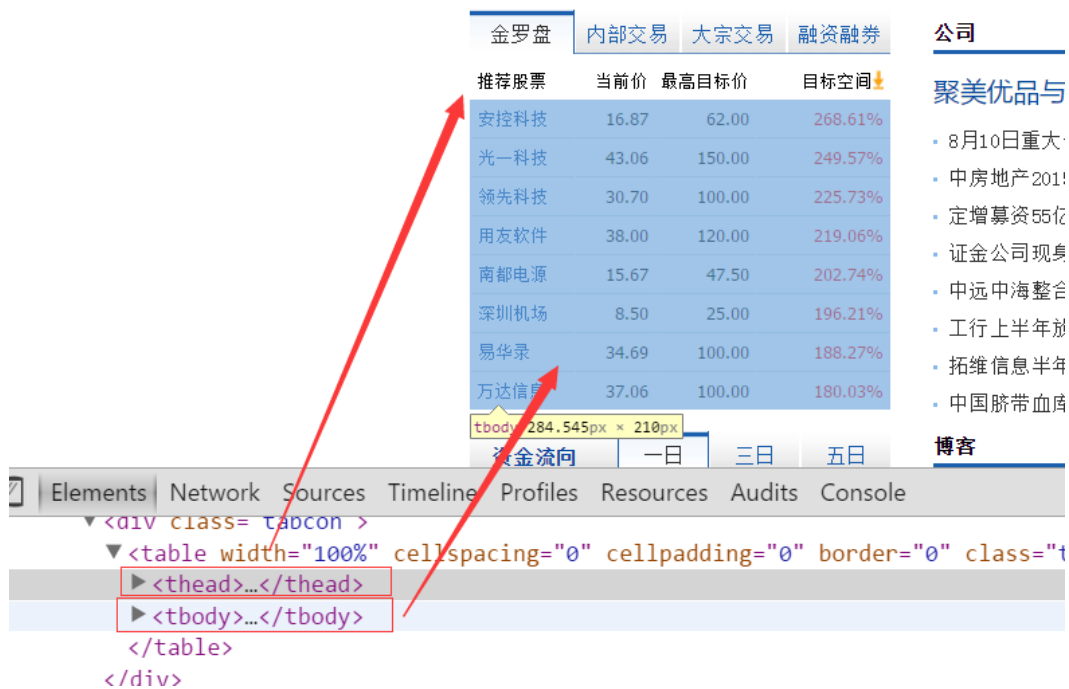 金罗盘 内部交易 大宗交易 融资融券
推荐股票 当前价 最高目标价 目标空间
安控科技 16.87 62.00 268.61%
光一科技 43.06 150.00 249.57%
领先科技 30.70 100.00 225.73%
用友软件 38.00 120.00 219.06%
南都电源 15.67 47.50 202.74%
深圳机场 8.50 25.00 196.21%
易华录 34.69 100.00 188.27%
万达信息 37.06 100.00 180.03%
tbody 284.545px × 210px
资金流向 一日 三日 五日
公司
聚美优品与
8月10日重大
中房地产2015
定增募资55亿
证金公司现身
中远中海整合
工行上半年
拓维信息半年
中国脐带血库
博客
Elements Network Sources Timeline Profiles Resources Audits Console
<div class="tabcon">
<table width="100%" cellspacing="0" cellpadding="0" border="0" class="t
<thead>…</thead>
<tbody>…</tbody>
</table>
</div>